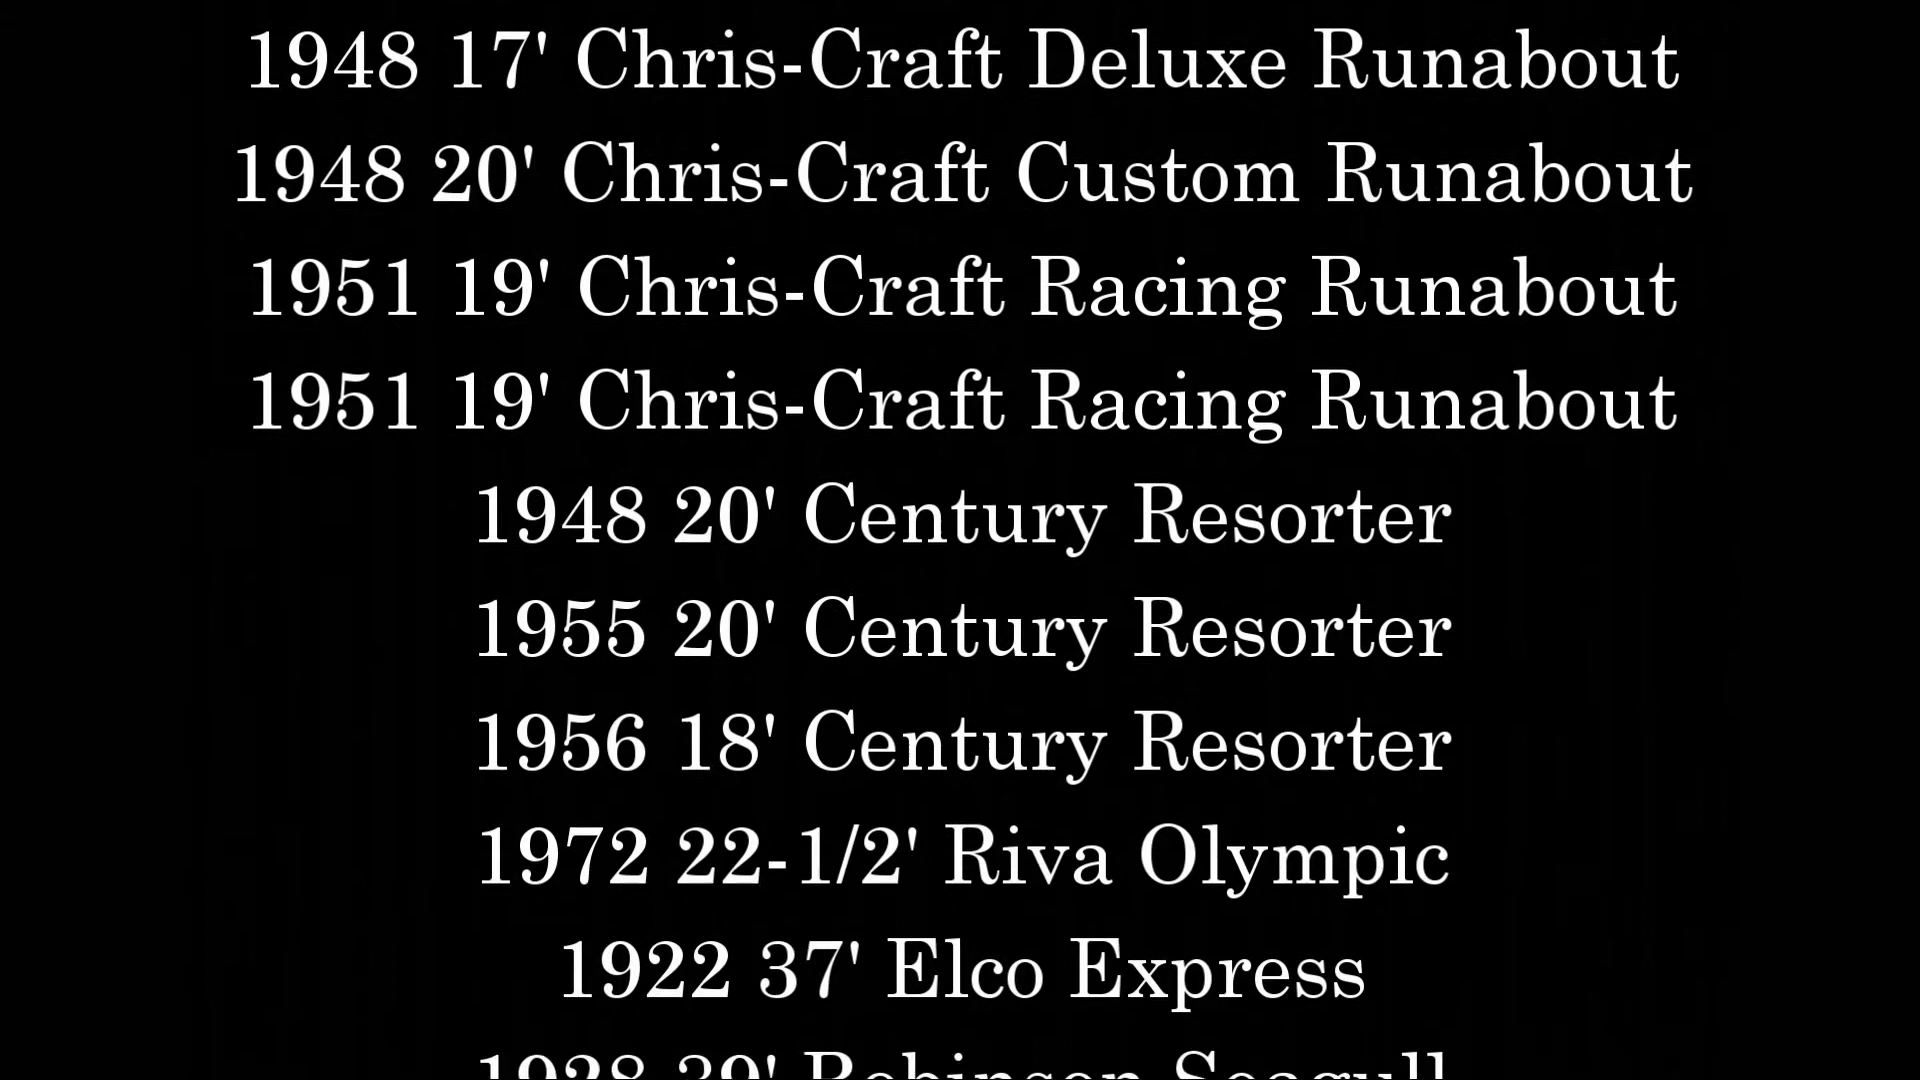 1948 17' Chris-Craft Deluxe Runabout
1948 20' Chris-Craft Custom Runabout
1951 19' Chris-Craft Racing Runabout
1951 19' Chris-Craft Racing Runabout
1948 20' Century Resorter
1955 20' Century Resorter
1956 18' Century Resorter
1972 22-1/2' Riva Olympic
1922 37' Elco Express
Robinson Seagull